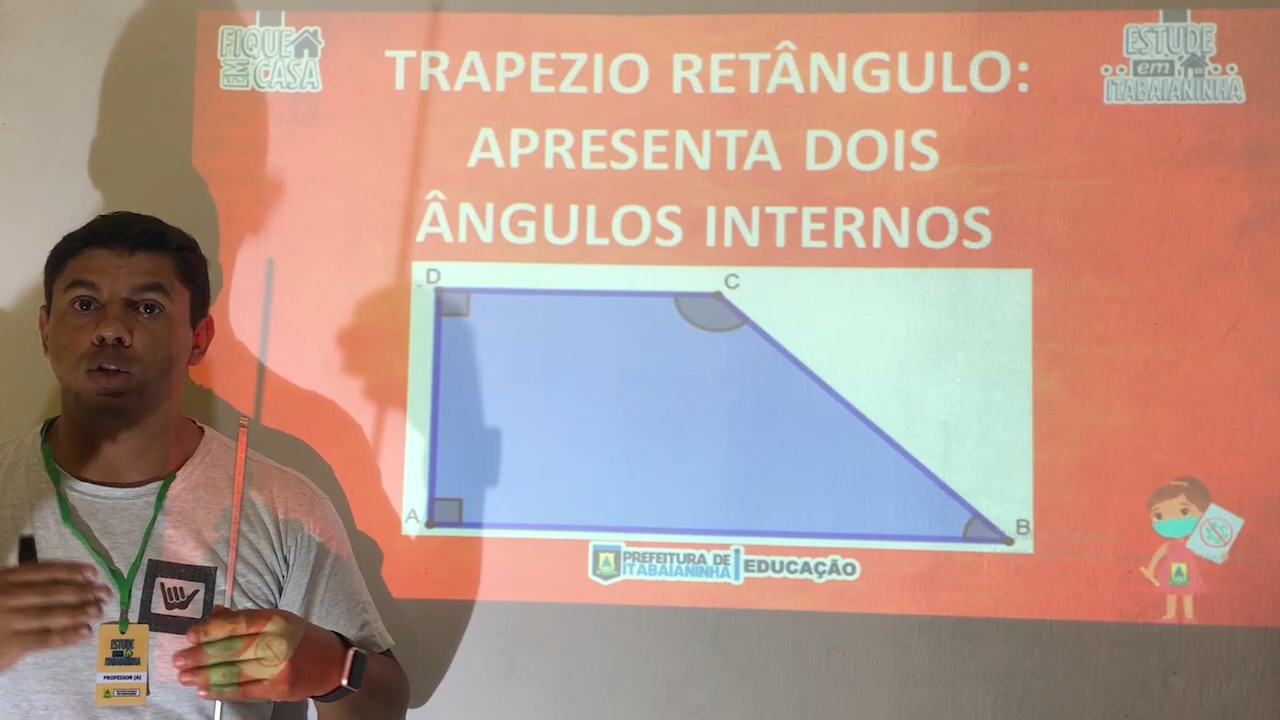 FIQUE
EM CASA
ESTUDE
em
ITABAIANINHA
TRAPEZIO RETÂNGULO:
APRESENTA DOIS
ÂNGULOS INTERNOS
D
C
A
B
PREFEITURA DE
ITABAIANINHA
EDUCAÇÃO
ESTUDE
ITABAIANINHA
PROFESSOR (A)